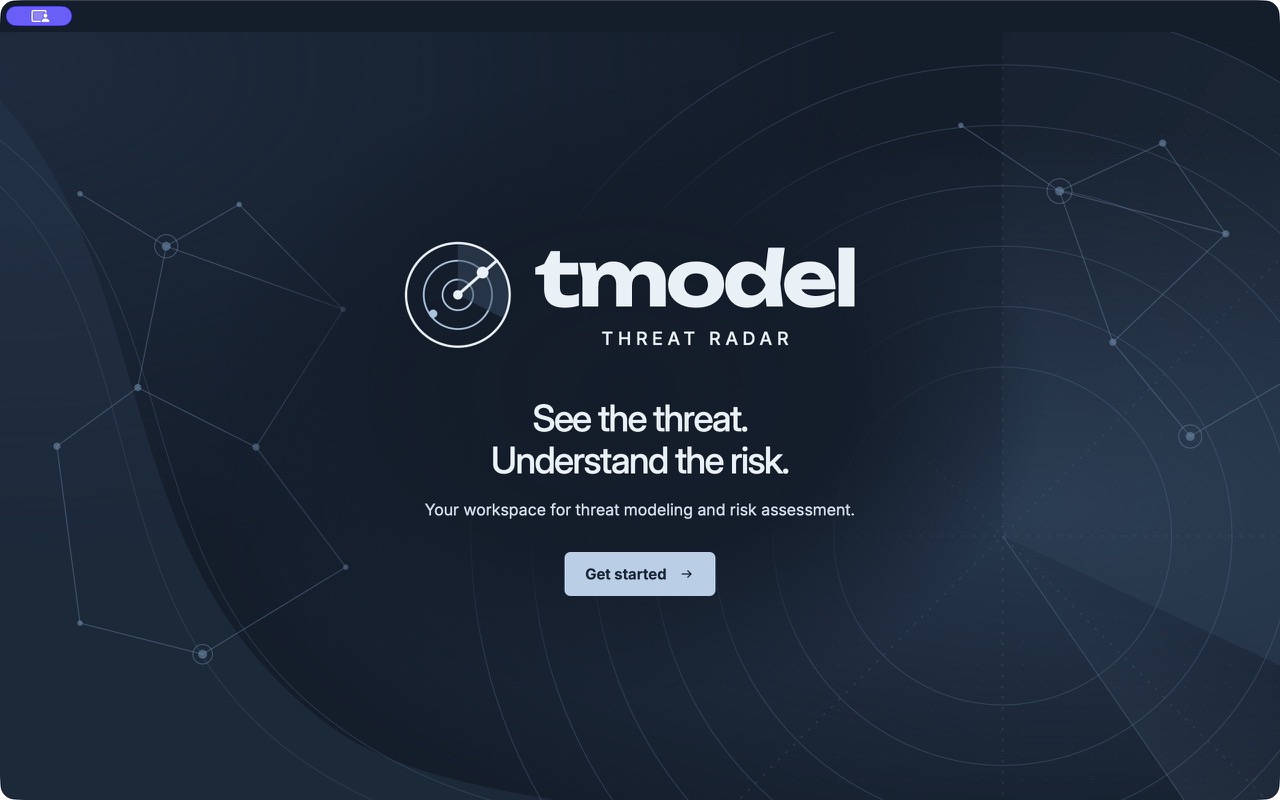 tmodel
THREAT RADAR
See the threat.
Understand the risk.
Your workspace for threat modeling and risk assessment.
Get started →